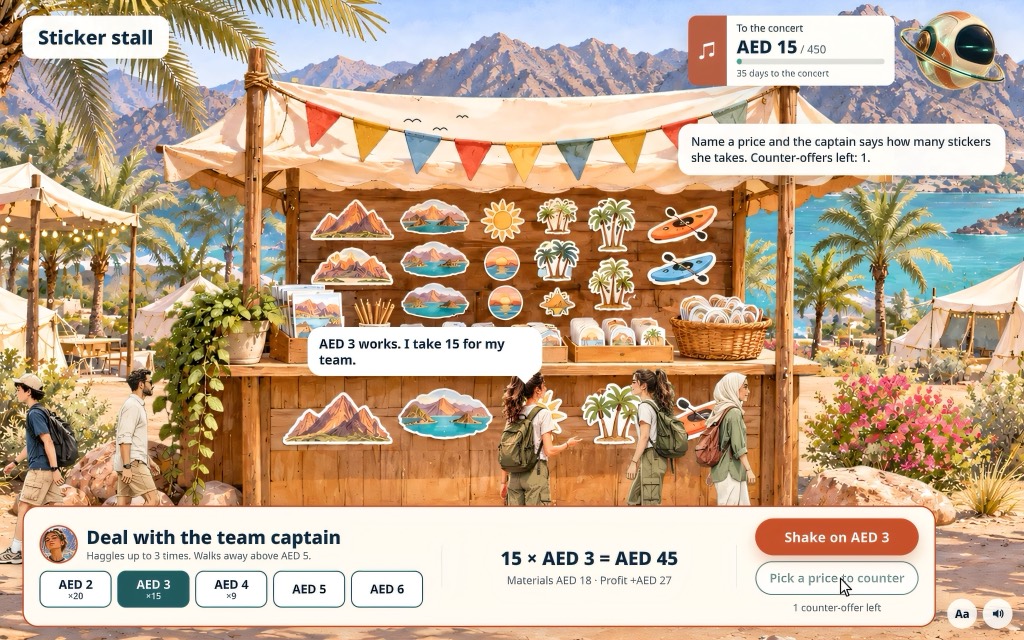 Sticker stall
To the concert
AED 15 / 450
35 days to the concert
Name a price and the captain says how many stickers
she takes. Counter-offers left: 1.
AED 3 works. I take 15 for my
team.
Deal with the team captain
Haggles up to 3 times. Walks away above AED 5.
AED 2
×20
AED 3
×15
AED 4
×9
AED 5
AED 6
15 × AED 3 = AED 45
Materials AED 18 · Profit +AED 27
Shake on AED 3
Pick a price to counter
1 counter-offer left
Aa